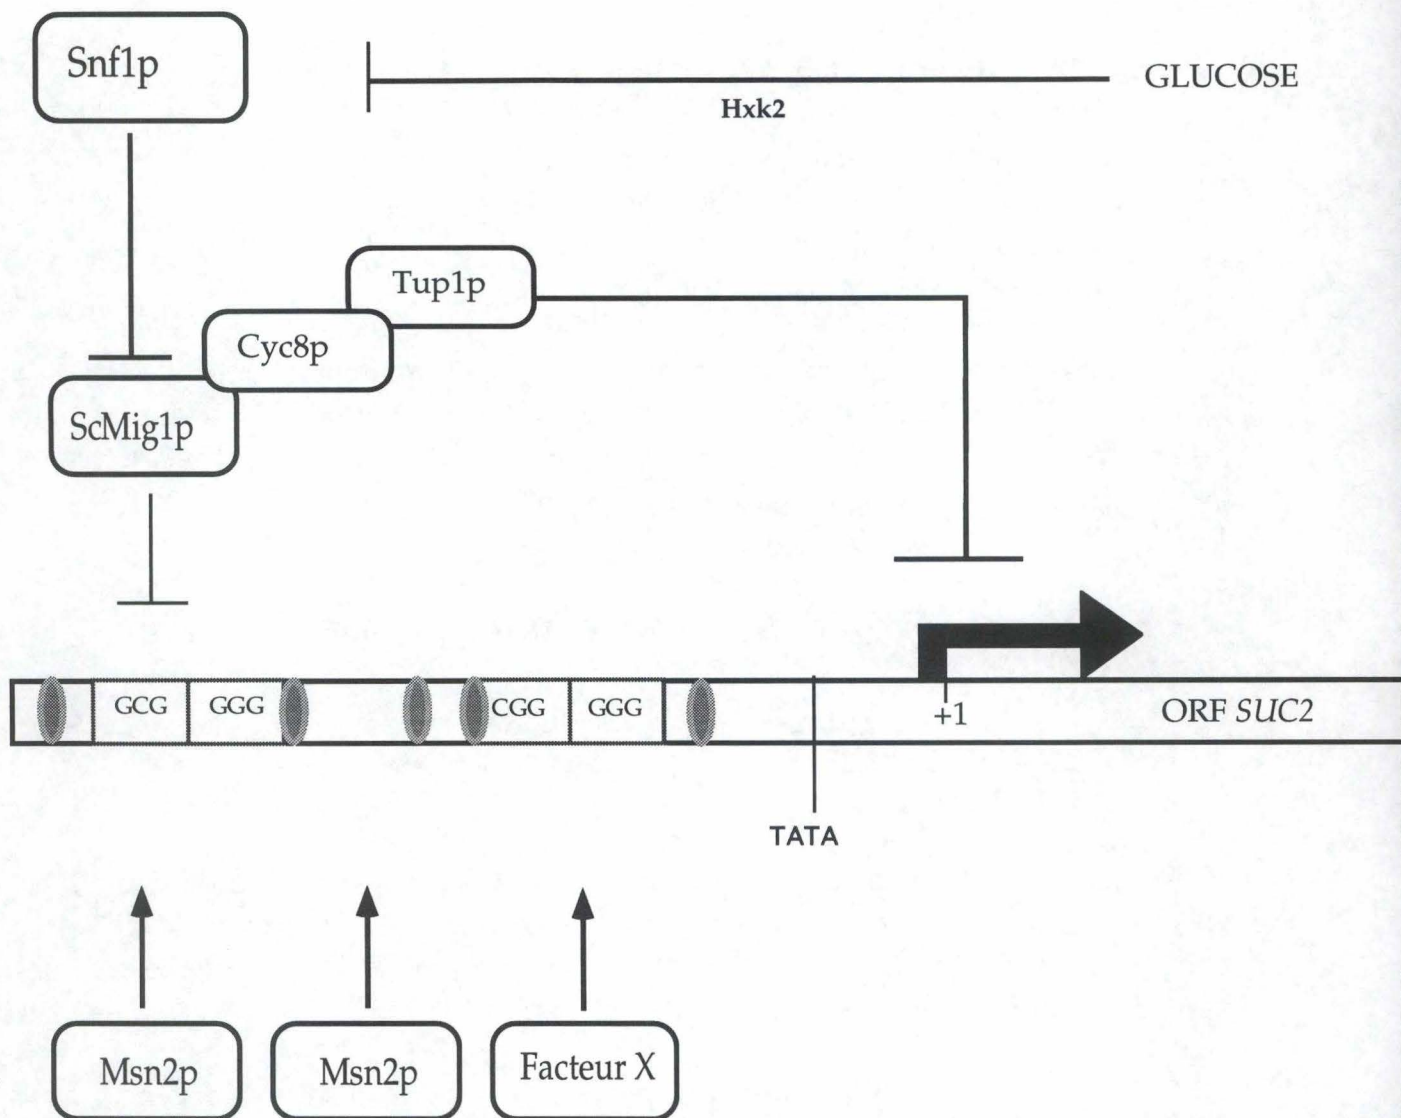 Snf1p
GLUCOSE
Hxk2
Tup1p
Cyc8p
ScMig1p
GCG
GGG
CGG
GGG
+1
ORF SUC2
TATA
Msn2p
Msn2p
Facteur X